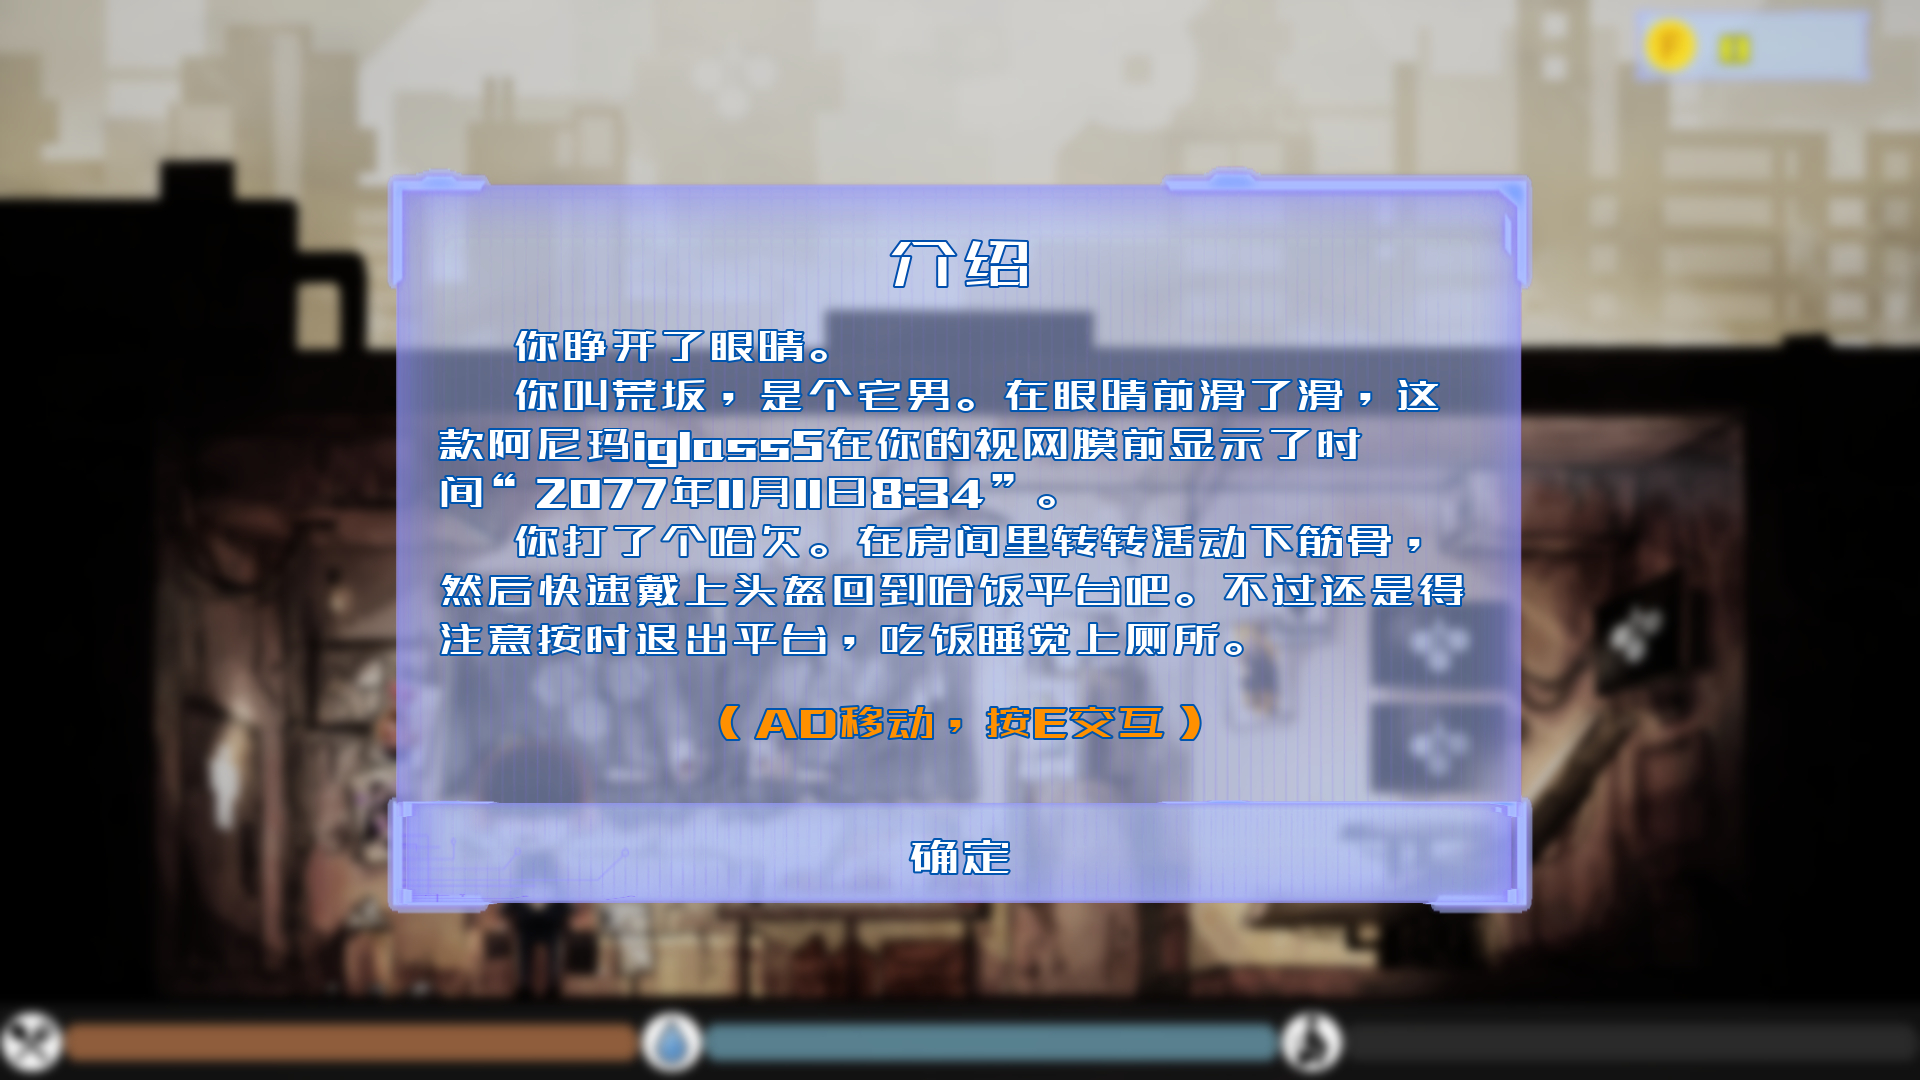 介绍
你睁开了眼睛。
你叫荒坂，是个宅男。在眼睛前滑了滑，这
款阿尼玛iglass5在你的视网膜前显示了时
间“2077年11月11日8:34”。
你打了个哈欠。在房间里转转活动下筋骨，
然后快速戴上头盔回到哈饭平台吧。不过还是得
注意按时退出平台，吃饭睡觉上厕所。
（AD移动，按E交互）
确定